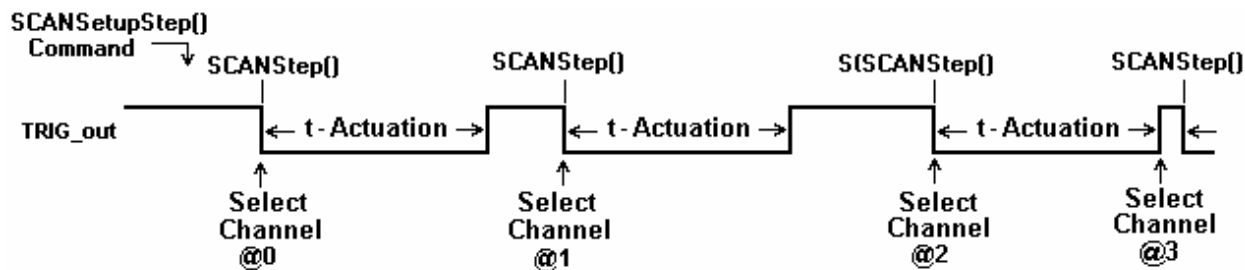 SCANSetupStep()
Command
SCANStep()
SCANStep()
S(SCANStep()
SCANStep()
TRIG_out
t-Actuation
t-Actuation
t-Actuation
Select
Channel
@0
Select
Channel
@1
Select
Channel
@2
Select
Channel
@3